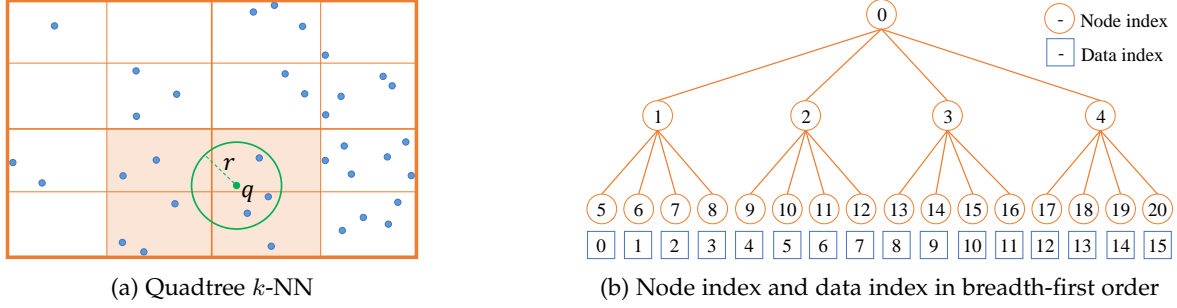 0
- Node index
- Data index
1 2 3 4
r
q
5 6 7 8 9 10 11 12 13 14 15 16 17 18 19 20
0 1 2 3 4 5 6 7 8 9 10 11 12 13 14 15
(a) Quadtree k-NN
(b) Node index and data index in breadth-first order